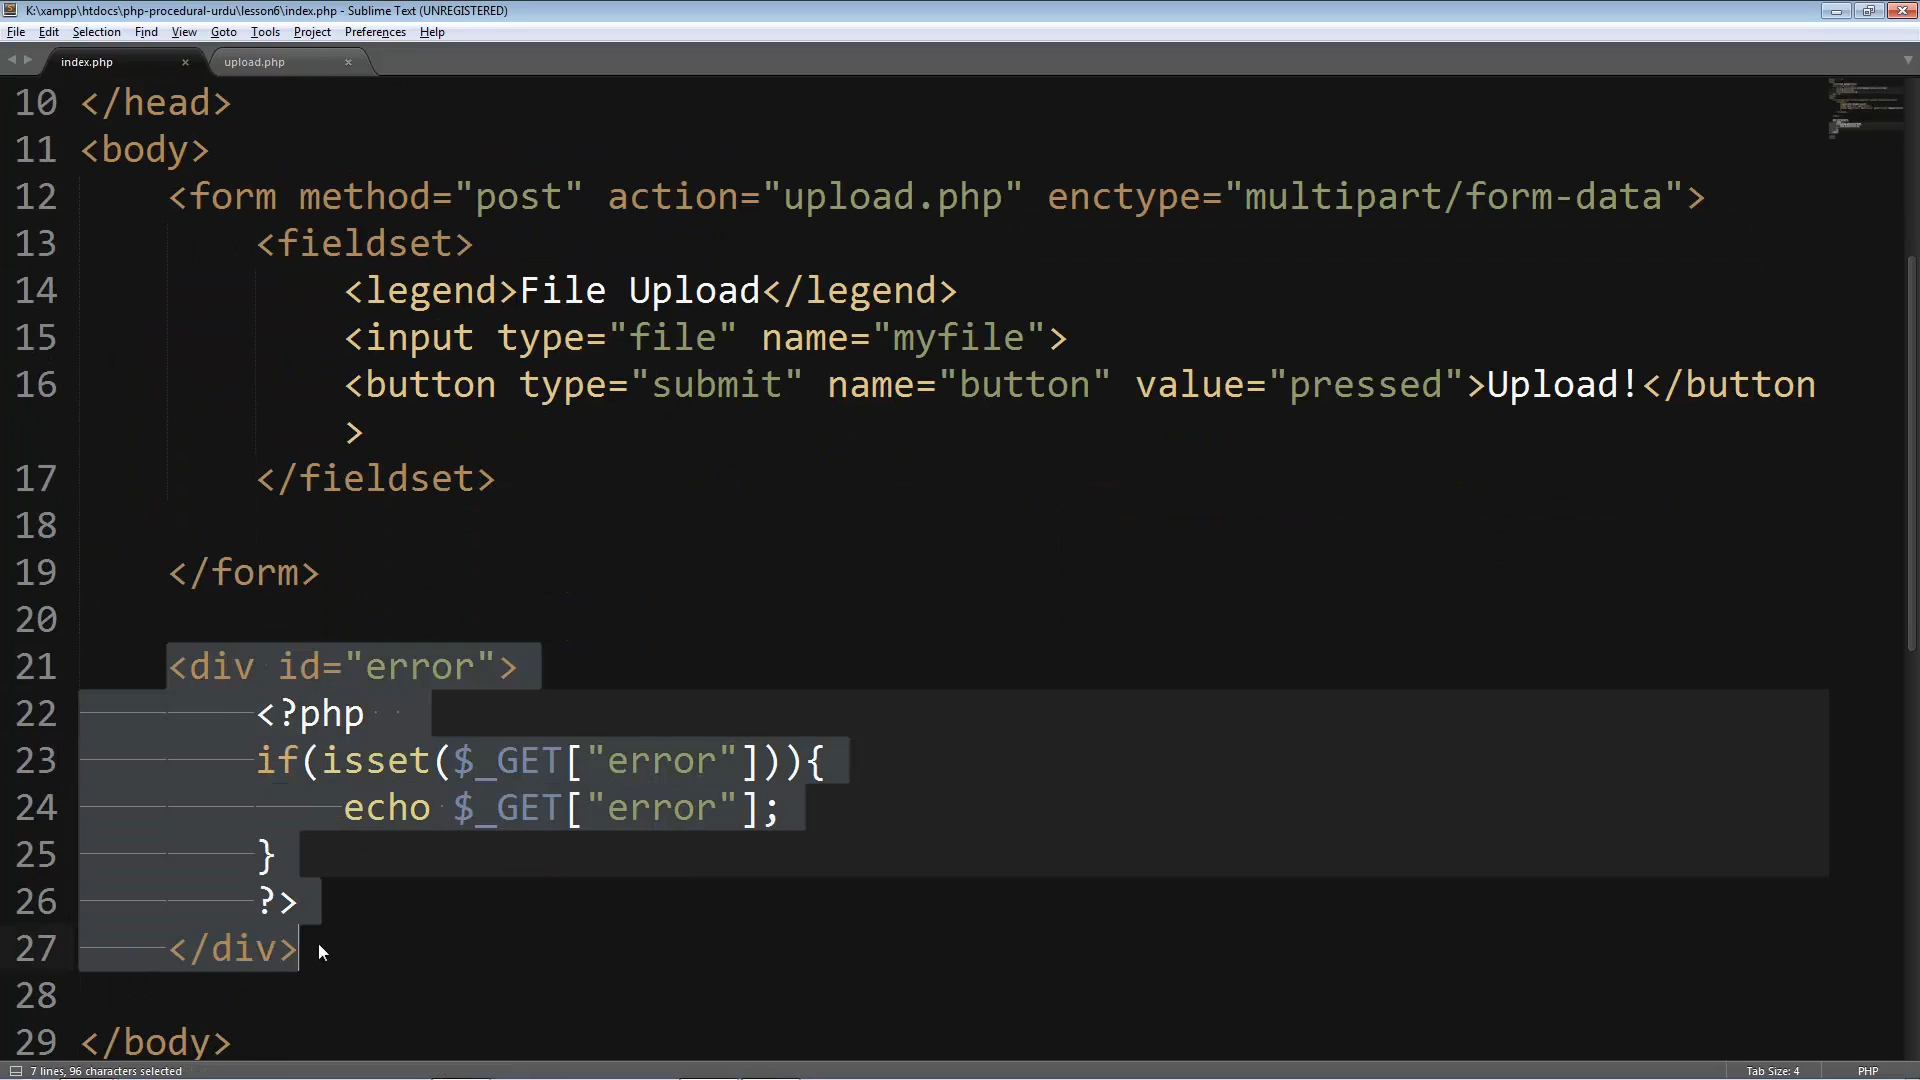 K:\xampp\htdocs\php-procedural-urdu\lesson6\index.php - Sublime Text (UNREGISTERED)
File Edit Selection Find View Goto Tools Project Preferences Help
index.php × upload.php ×
10 </head>
11 <body>
12 <form method="post" action="upload.php" enctype="multipart/form-data">
13 <fieldset>
14 <legend>File Upload</legend>
15 <input type="file" name="myfile">
16 <button type="submit" name="button" value="pressed">Upload!</button
>
17 </fieldset>
18
19 </form>
20
21 <div id="error">
22 <?php
23 if(isset($_GET["error"])){
24 echo $_GET["error"];
25 }
26 ?>
27 </div>
28
29 </body>
7 lines, 96 characters selected Tab Size: 4 PHP